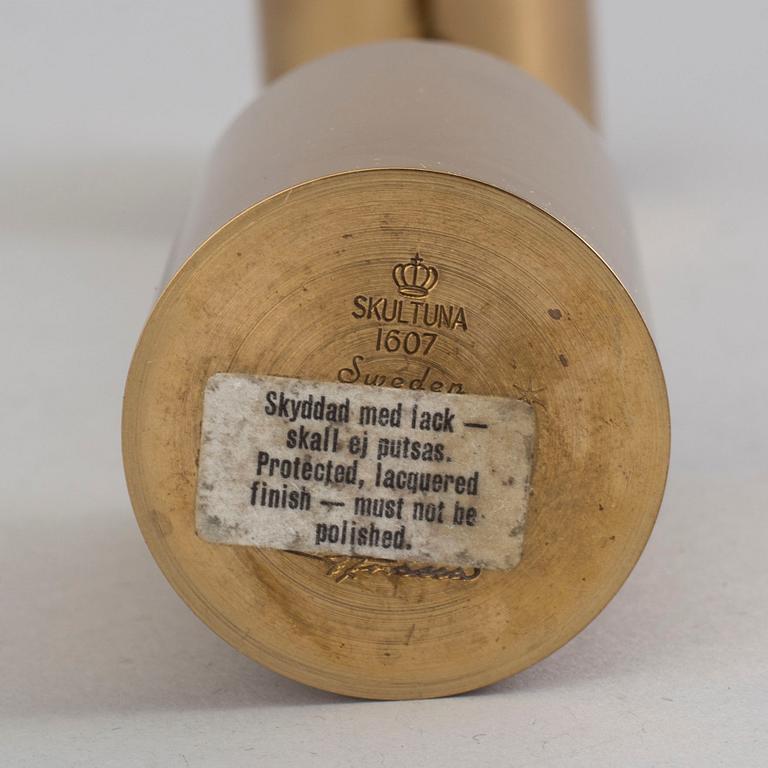 SKULTUNA
1607
Sweden
Skyddad med lack —
skall ej putsas.
Protected, lacquered
finish — must not be
polished.